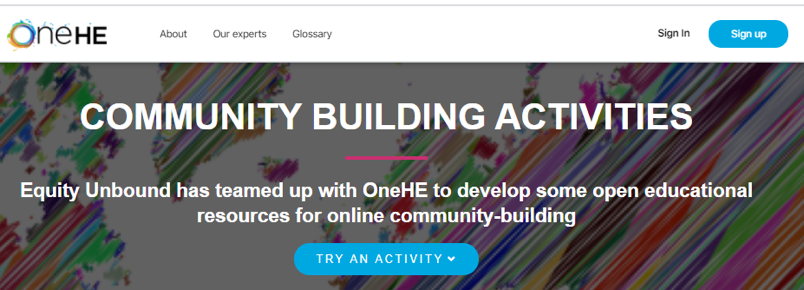 OneHE
About
Our experts
Glossary
Sign In
Sign up
COMMUNITY BUILDING ACTIVITIES
Equity Unbound has teamed up with OneHE to develop some open educational
resources for online community-building
TRY AN ACTIVITY